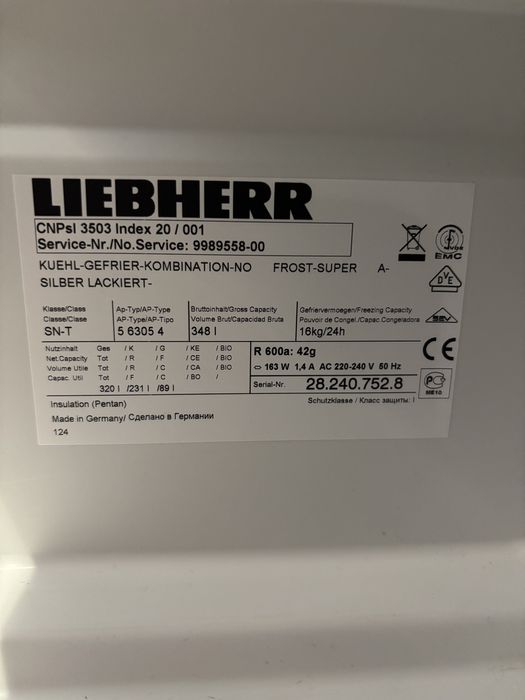 LIEBHERR
CNPsl 3503 Index 20 / 001
Service-Nr./No.Service: 9989558-00
EMC
KUEHL-GEFRIER-KOMBINATION-NO FROST-SUPER A-
SILBER LACKIERT-
DVE
Klasse/Class Ap-Typ/AP-Type Bruttoinhalt/Gross Capacity Gefriervermoegen/Freezing Capacity
Classe/Clase AP-Type/AP-Tipo Volume Brut/Capacidad Bruta Pouvoir de Congel./Capac.Congeladora
SN-T 5 6305 4 348 l 16kg/24h
SEV
Nutzinhalt Ges / K / G / KE / BIO
Net.Capacity Tot / R / F / CE / BIO
Volume Utile Tot / R / C / CA / BIO
Capac. Util Tot / F / C / BO /
320 l /231 l /89 l
R 600a: 42g
163 W 1,4 A AC 220-240 V 50 Hz
CE
Serial-Nr. 28.240.752.8
ME10
Insulation (Pentan) Schutzklasse / Класс защиты: I
Made in Germany/ Сделано в Германии
124